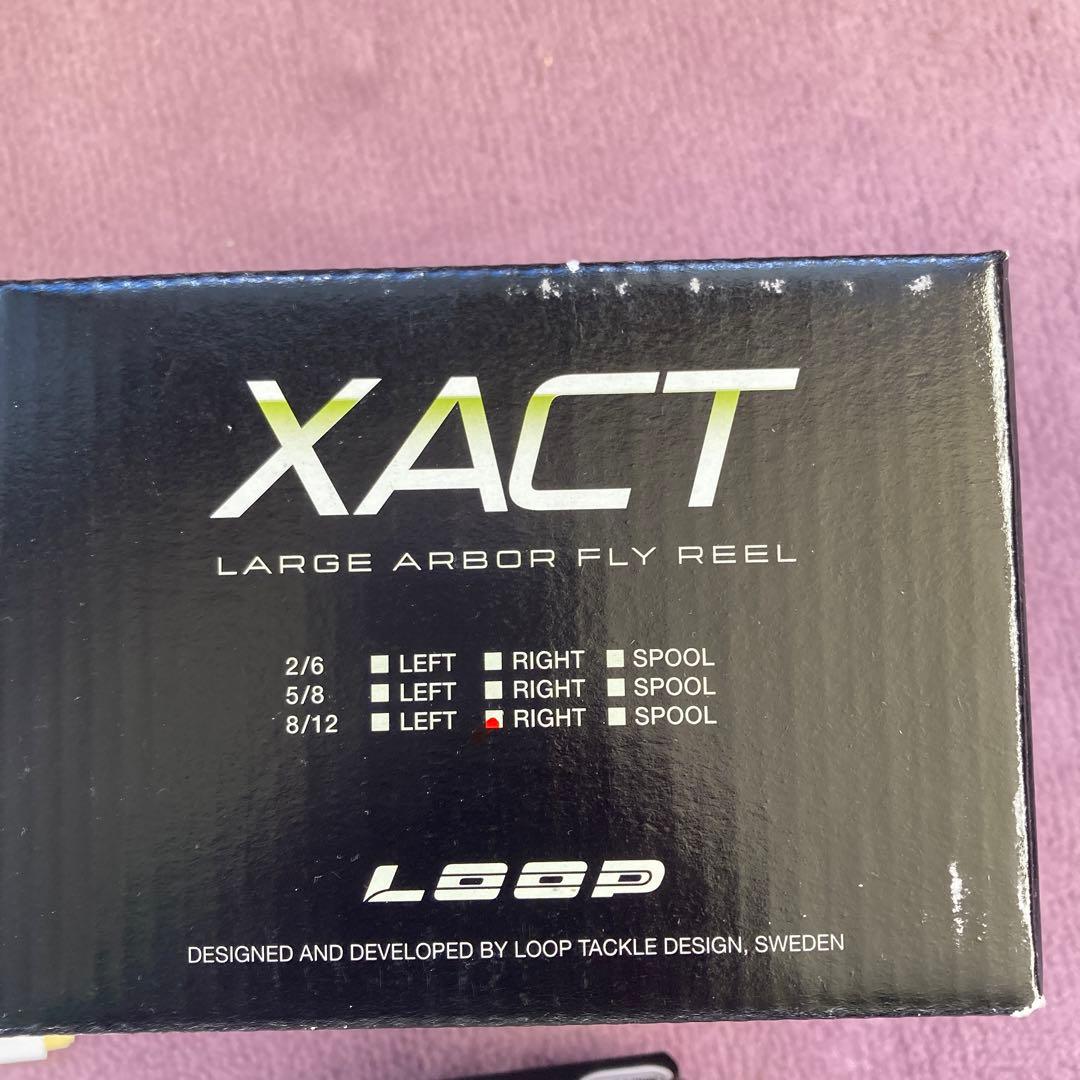 XACT
LARGE ARBOR FLY REEL
2/6 LEFT RIGHT SPOOL
5/8 LEFT RIGHT SPOOL
8/12 LEFT RIGHT SPOOL
LOOP
DESIGNED AND DEVELOPED BY LOOP TACKLE DESIGN, SWEDEN